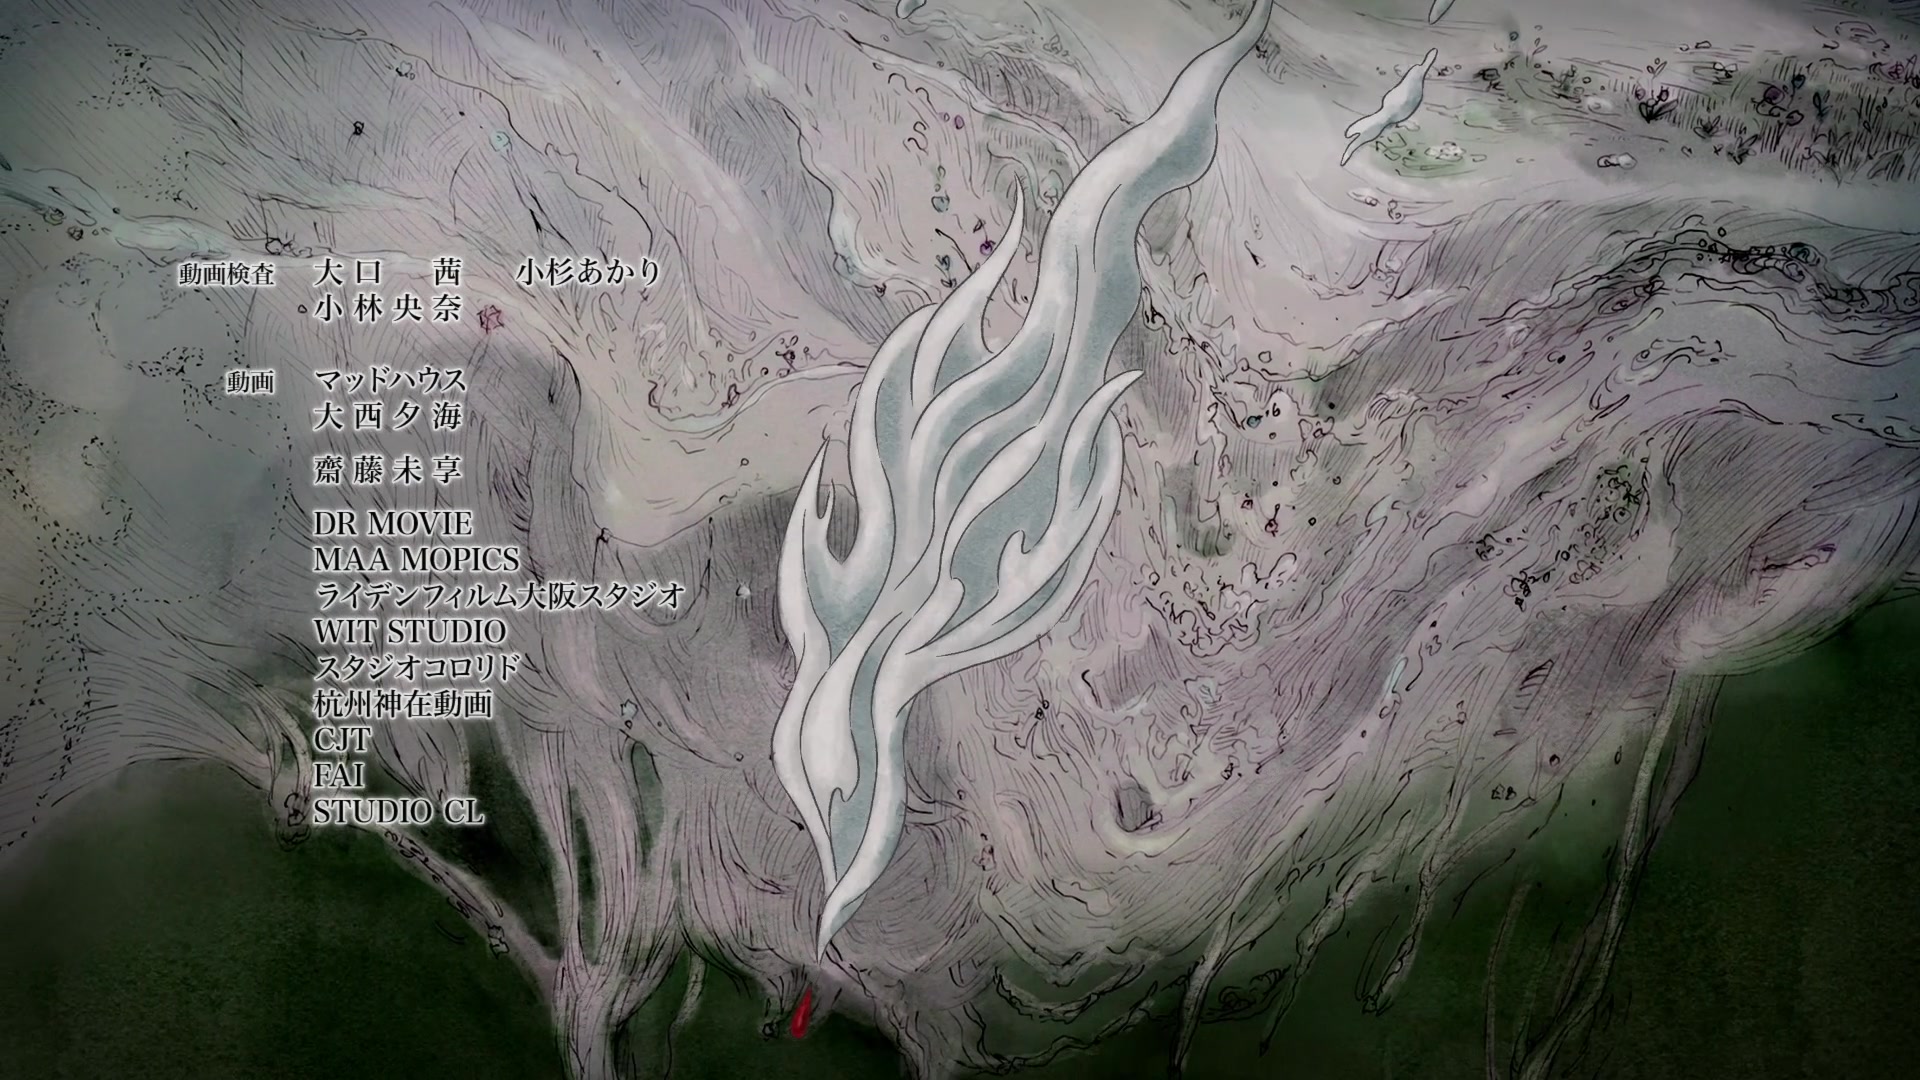 動画検査 大口 茜 小杉あかり
小林央奈
動画 マッドハウス
大西夕海
齋藤未享
DR MOVIE
MAA MOPICS
ライデンフィルム大阪スタジオ
WIT STUDIO
スタジオコロリド
杭州神在動画
CJT
FAI
STUDIO CL